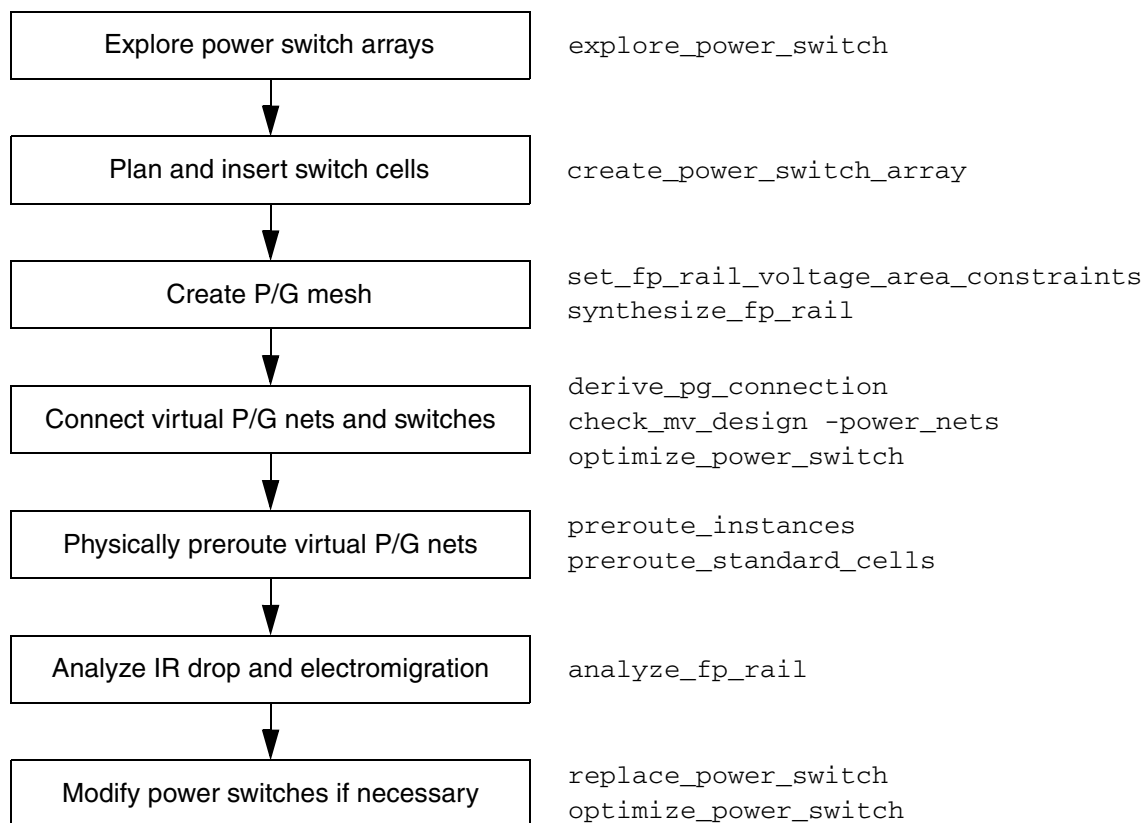 Explore power switch arrays
explore_power_switch
Plan and insert switch cells
create_power_switch_array
Create P/G mesh
set_fp_rail_voltage_area_constraints
synthesize_fp_rail
Connect virtual P/G nets and switches
derive_pg_connection
check_mv_design -power_nets
optimize_power_switch
Physically preroute virtual P/G nets
preroute_instances
preroute_standard_cells
Analyze IR drop and electromigration
analyze_fp_rail
Modify power switches if necessary
replace_power_switch
optimize_power_switch